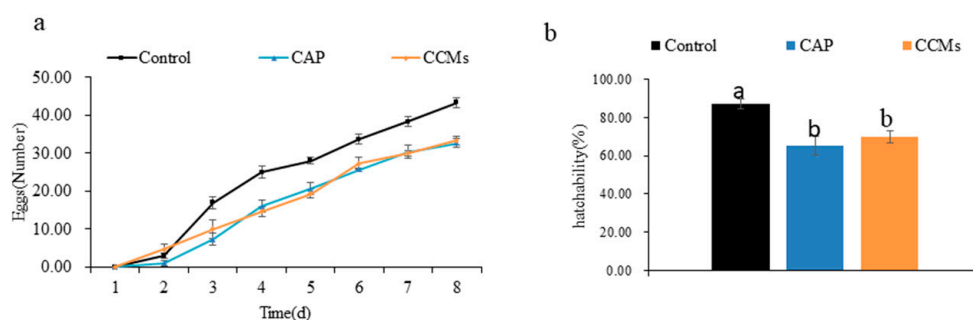 a
Control CAP CCMs
50.00
40.00
30.00
20.00
10.00
0.00
Eggs(Number)
1 2 3 4 5 6 7 8
Time(d)
b
Control CAP CCMs
100.00
80.00
60.00
40.00
20.00
0.00
hatchability(%)
a
b
b